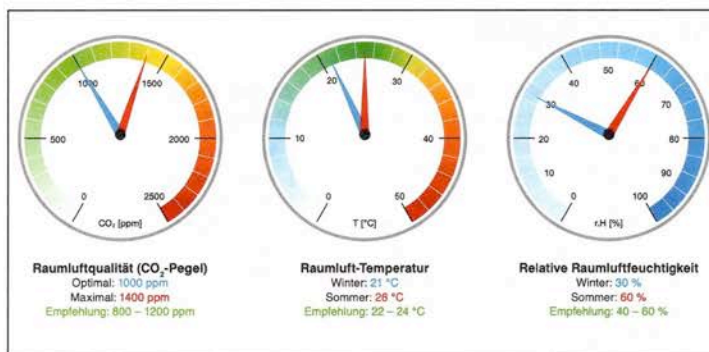 0
500
1000
1500
2000
2500
CO₂ [ppm]
Raumluftqualität (CO₂-Pegel)
Optimal: 1000 ppm
Maximal: 1400 ppm
Empfehlung: 800 – 1200 ppm
0
10
20
30
40
50
T [°C]
Raumluft-Temperatur
Winter: 21 °C
Sommer: 26 °C
Empfehlung: 22 – 24 °C
0
10
20
30
40
50
60
70
80
90
100
r.H [%]
Relative Raumluftfeuchtigkeit
Winter: 30 %
Sommer: 60 %
Empfehlung: 40 – 60 %